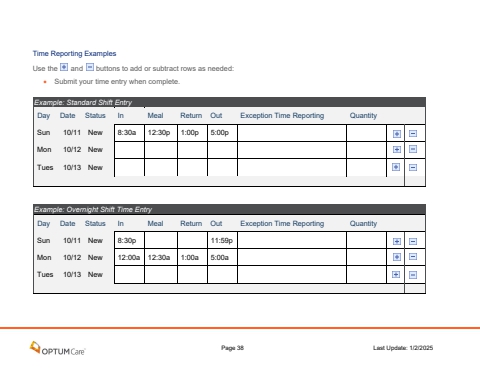 Time Reporting Examples
Use the + and − buttons to add or subtract rows as needed:
• Submit your time entry when complete.
Example: Standard Shift Entry
Day Date Status In Meal Return Out Exception Time Reporting Quantity
Sun 10/11 New 8:30a 12:30p 1:00p 5:00p + −
Mon 10/12 New + −
Tues 10/13 New + −
Example: Overnight Shift Time Entry
Day Date Status In Meal Return Out Exception Time Reporting Quantity
Sun 10/11 New 8:30p 11:59p + −
Mon 10/12 New 12:00a 12:30a 1:00a 5:00a + −
Tues 10/13 New + −
OPTUMCare Page 38 Last Update: 1/2/2025